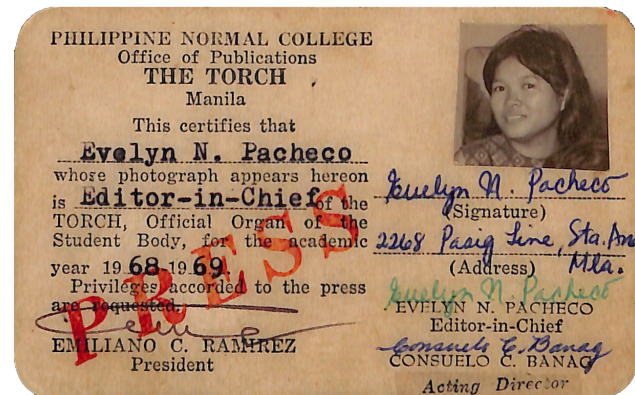 PHILIPPINE NORMAL COLLEGE
Office of Publications
THE TORCH
Manila
This certifies that
Evelyn N. Pacheco
whose photograph appears hereon
is Editor-in-Chief of the
TORCH, Official Organ of the
Student Body, for the academic
year 1968-1969.
Privileges accorded to the press
are requested.
PRESS
EMILIANO C. RAMIREZ
President
Evelyn N. Pacheco
(Signature)
2268 Pasig Line, Sta. An
(Address) Mla.
Evelyn N. Pacheco
EVELYN N. PACHECO
Editor-in-Chief
Consuelo C. Banag
CONSUELO C. BANAG
Acting Director